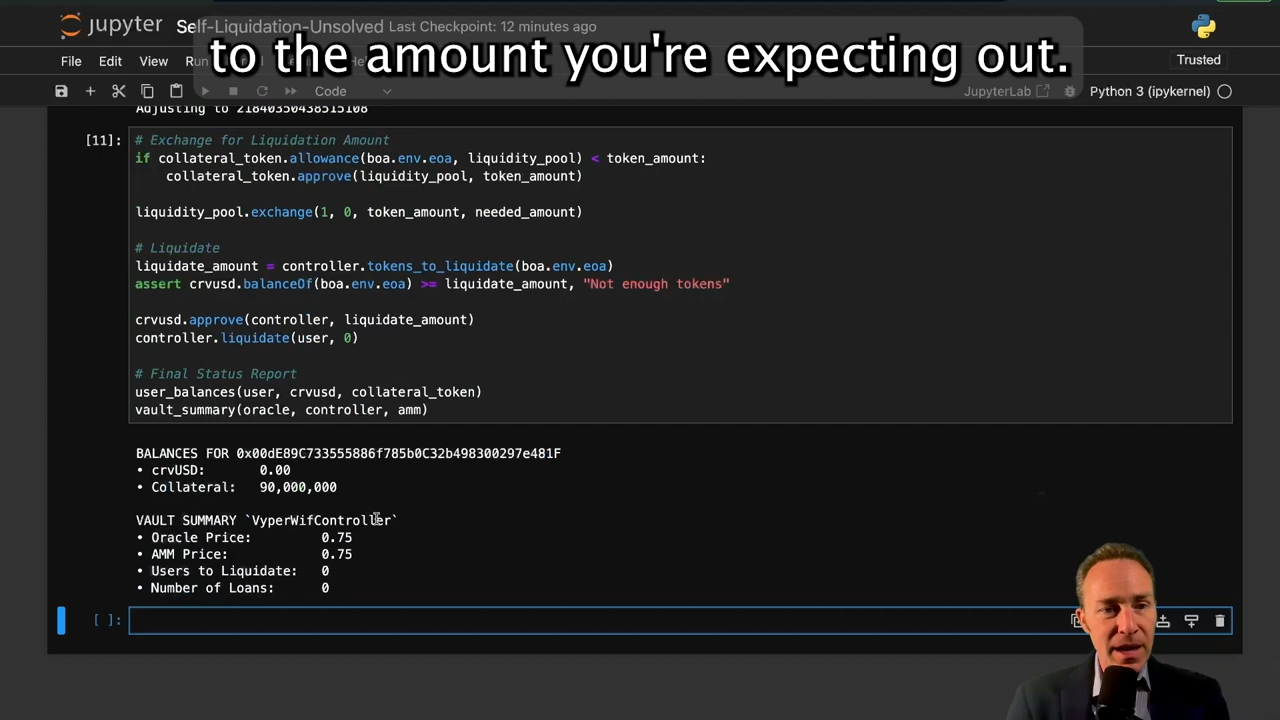 jupyter Self-Liquidation-Unsolved Last Checkpoint: 12 minutes ago
to the amount you're expecting out.
File Edit View Run Trusted
Code JupyterLab Python 3 (ipykernel)
Adjusting to 218403504385151​08
[11]: # Exchange for Liquidation Amount
if collateral_token.allowance(boa.env.eoa, liquidity_pool) < token_amount:
collateral_token.approve(liquidity_pool, token_amount)
liquidity_pool.exchange(1, 0, token_amount, needed_amount)
# Liquidate
liquidate_amount = controller.tokens_to_liquidate(boa.env.eoa)
assert crvusd.balanceOf(boa.env.eoa) >= liquidate_amount, "Not enough tokens"
crvusd.approve(controller, liquidate_amount)
controller.liquidate(user, 0)
# Final Status Report
user_balances(user, crvusd, collateral_token)
vault_summary(oracle, controller, amm)
BALANCES FOR 0x00dE89C733555886f785b0C32b498300297e481F
• crvUSD: 0.00
• Collateral: 90,000,000
VAULT SUMMARY `VyperWifController`
• Oracle Price: 0.75
• AMM Price: 0.75
• Users to Liquidate: 0
• Number of Loans: 0
[ ]: